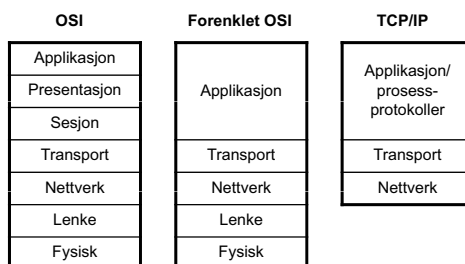 OSI
Applikasjon
Presentasjon
Sesjon
Transport
Nettverk
Lenke
Fysisk
Forenklet OSI
Applikasjon
Transport
Nettverk
Lenke
Fysisk
TCP/IP
Applikasjon/
prosess-
protokoller
Transport
Nettverk